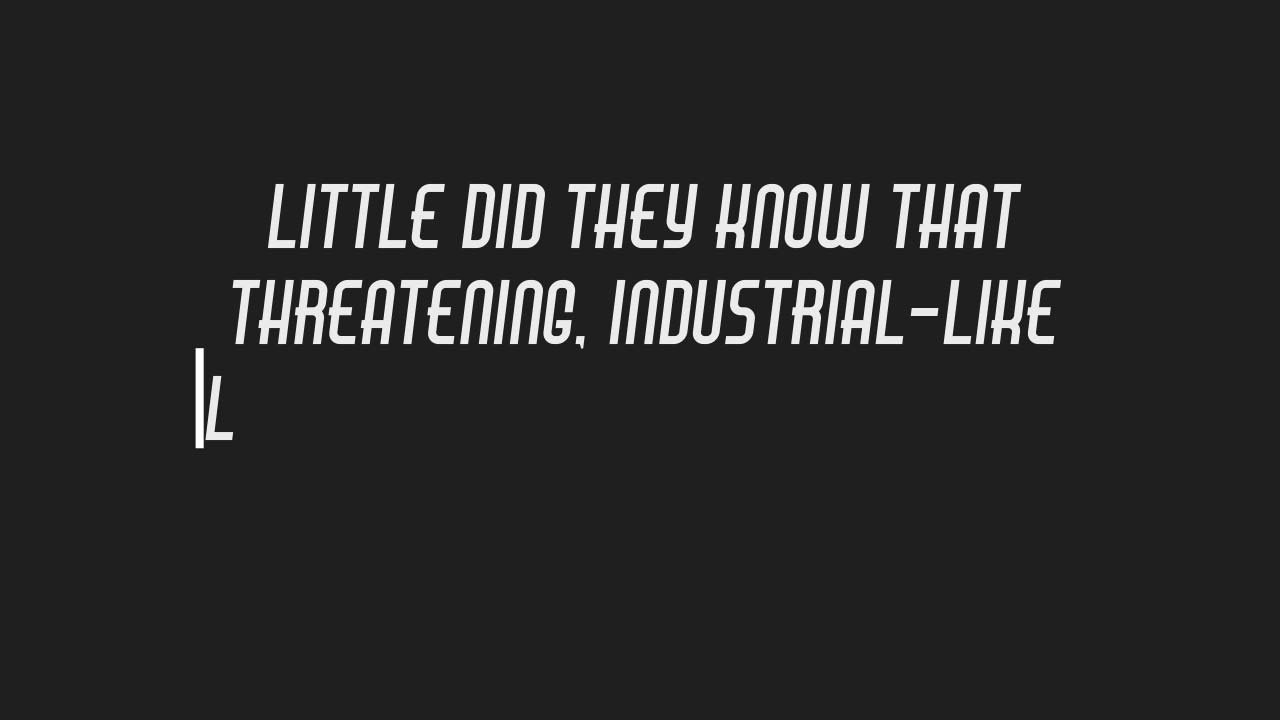 LITTLE DID THEY KNOW THAT
THREATENING, INDUSTRIAL-LIKE
L